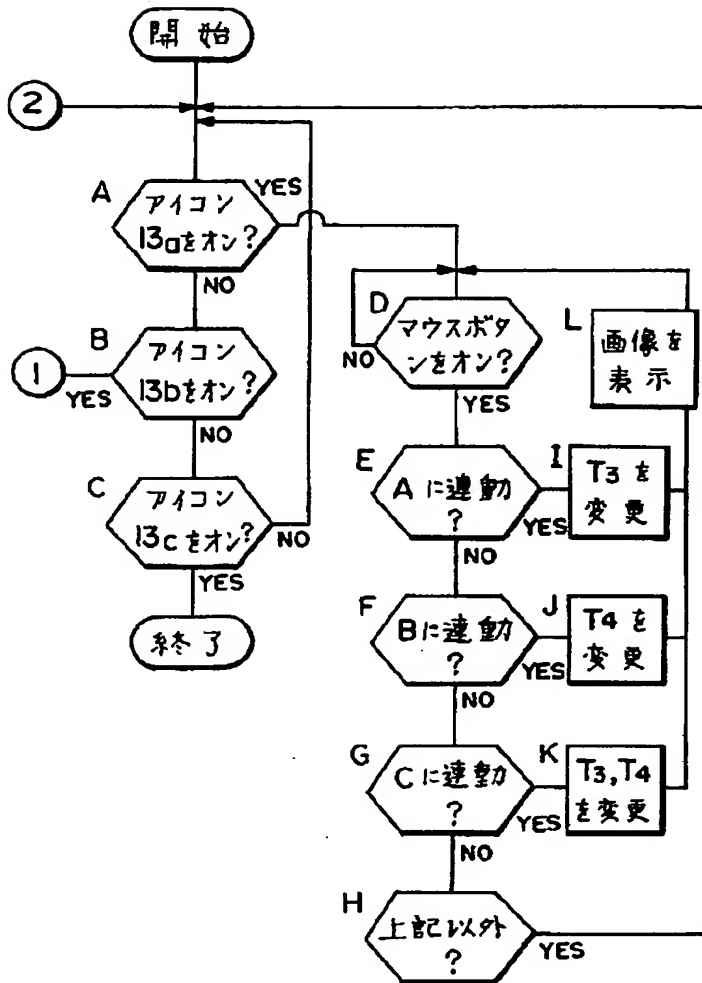 開始
2
A
アイコン
13aをオン?
YES
NO
B
アイコン
13bをオン?
1
YES
NO
C
アイコン
13cをオン?
NO
YES
終了
D
マウスボタ
ンをオン?
NO
YES
L
画像を
表示
E
Aに連動
?
YES
NO
I
T3を
変更
F
Bに連動
?
YES
NO
J
T4を
変更
G
Cに連動
?
YES
NO
K
T3,T4
を変更
H
上記以外
?
YES